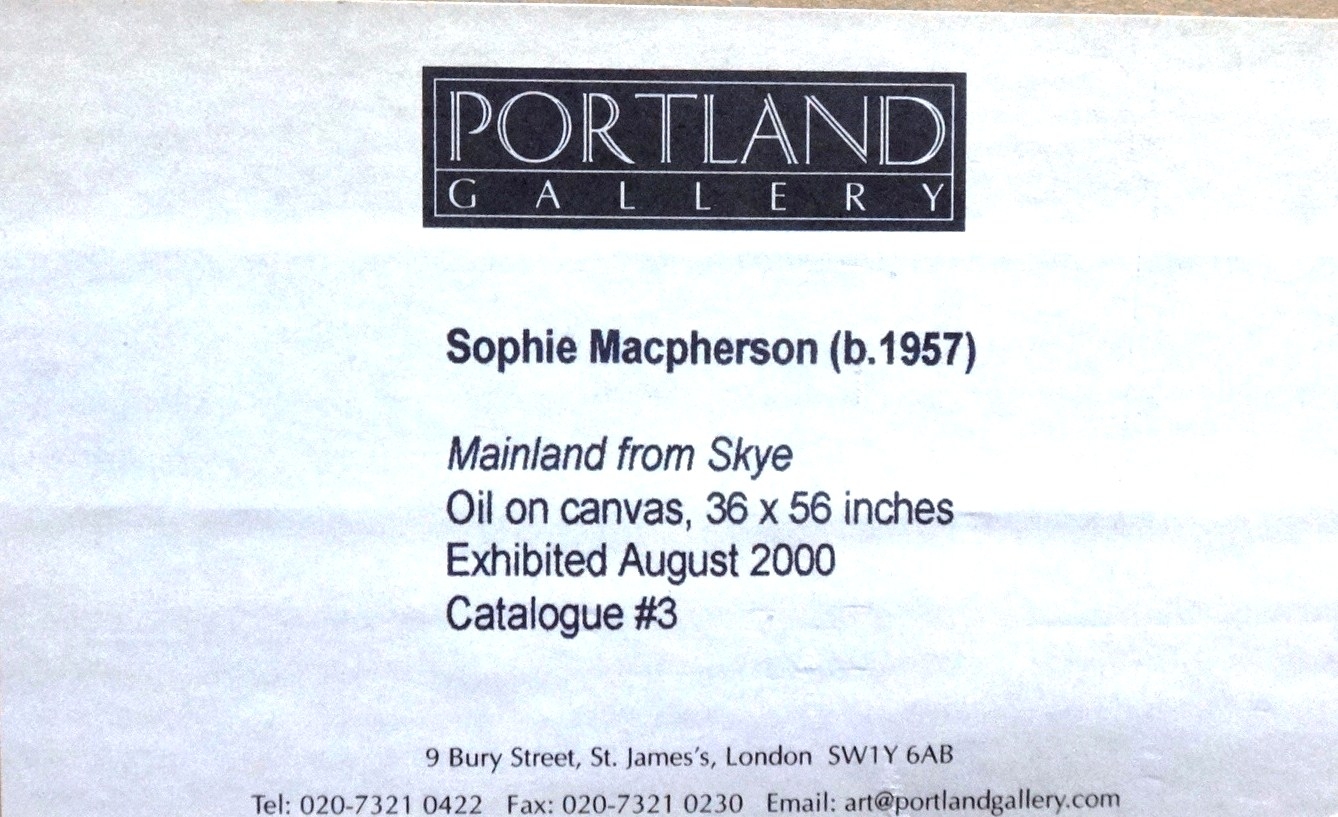 PORTLAND
GALLERY
Sophie Macpherson (b.1957)
Mainland from Skye
Oil on canvas, 36 x 56 inches
Exhibited August 2000
Catalogue #3
9 Bury Street, St. James's, London SW1Y 6AB
Tel: 020-7321 0422 Fax: 020-7321 0230 Email: art@portlandgallery.com